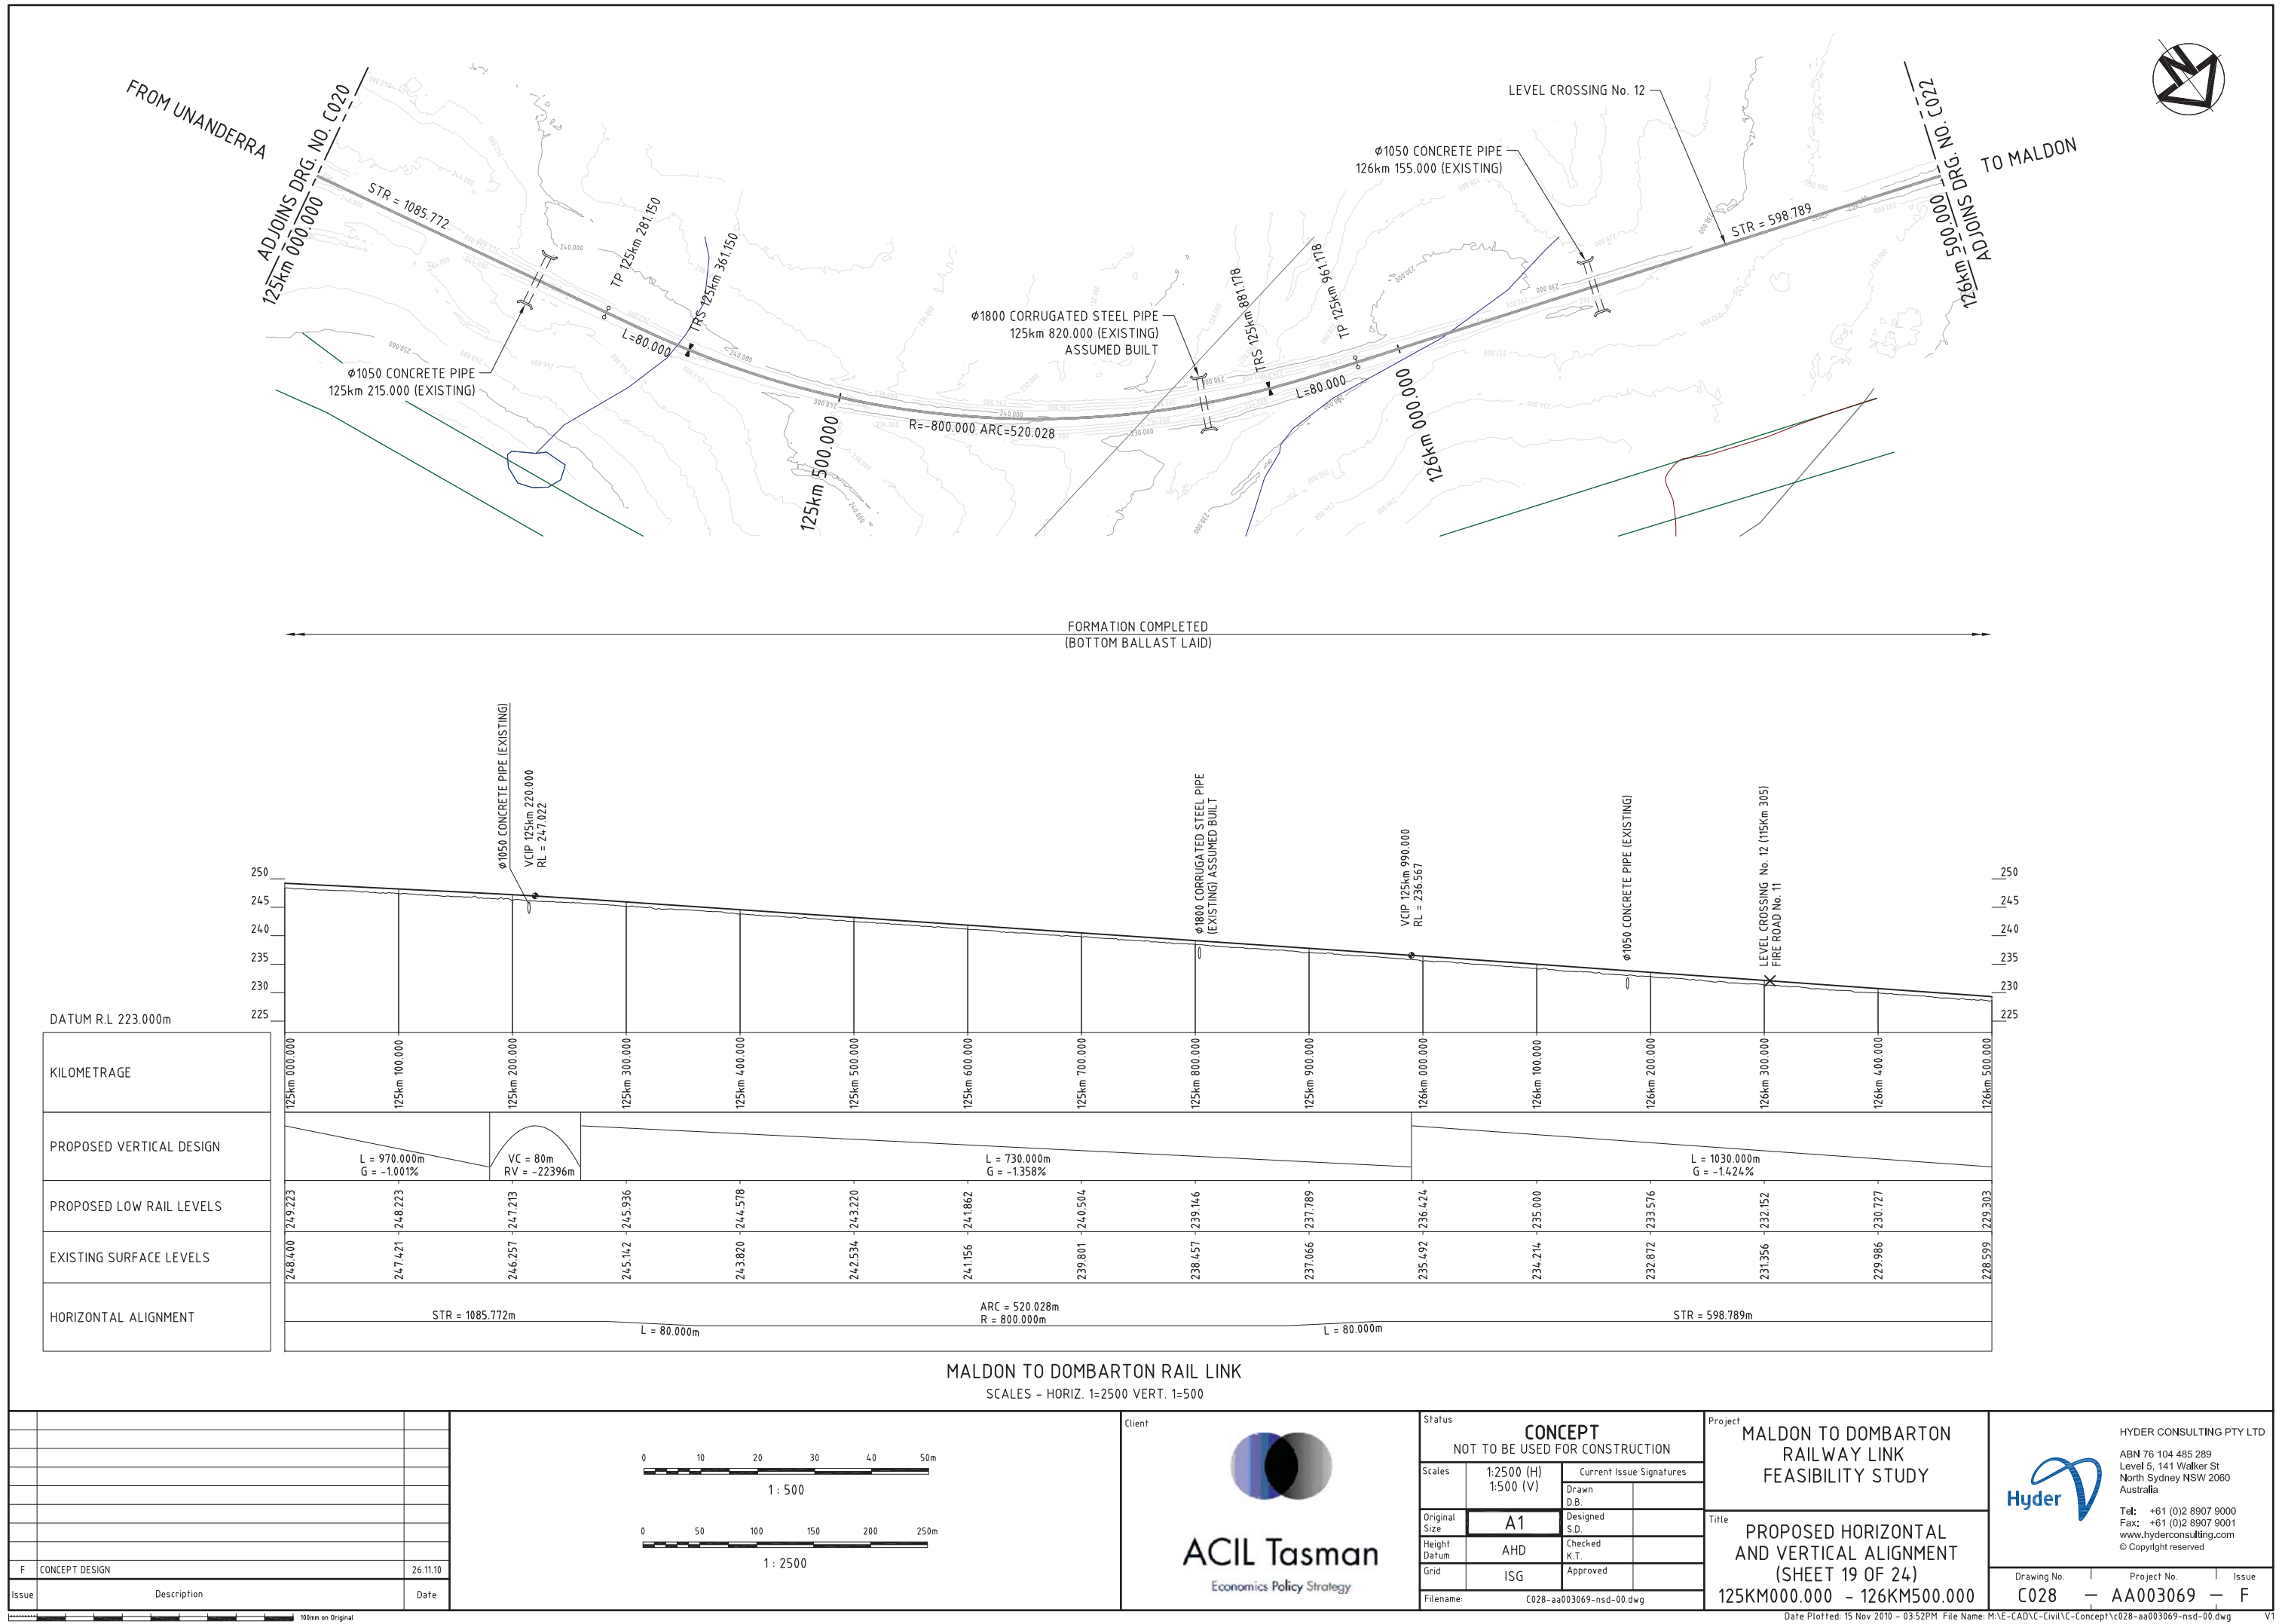 FROM UNANDERRA
ADJOINS DRG. NO. C020
125km 000.000
STR = 1085.772
TP 125km 281.150
TRS 125km 361.150
L=80.000
Φ1050 CONCRETE PIPE
125km 215.000 (EXISTING)
125km 500.000
R=-800.000 ARC=520.028
Φ1800 CORRUGATED STEEL PIPE
125km 820.000 (EXISTING)
ASSUMED BUILT
TRS 125km 881.178
TP 125km 961.178
L=80.000
126km 000.000
Φ1050 CONCRETE PIPE
126km 155.000 (EXISTING)
LEVEL CROSSING No. 12
STR = 598.789
ADJOINS DRG. NO. C022
126km 500.000
TO MALDON
N
FORMATION COMPLETED
(BOTTOM BALLAST LAID)
Φ1050 CONCRETE PIPE (EXISTING)
VCIP 125km 220.000
RL = 247.022
Φ1800 CORRUGATED STEEL PIPE
(EXISTING) ASSUMED BUILT
VCIP 125km 990.000
RL = 236.567
Φ1050 CONCRETE PIPE (EXISTING)
LEVEL CROSSING No. 12 (115Km 305)
FIRE ROAD No. 11
250 250
245 245
240 240
235 235
230 230
225 225
DATUM R.L 223.000m
KILOMETRAGE
125km 000.000 125km 100.000 125km 200.000 125km 300.000 125km 400.000 125km 500.000 125km 600.000 125km 700.000 125km 800.000 125km 900.000 126km 000.000 126km 100.000 126km 200.000 126km 300.000 126km 400.000 126km 500.000
PROPOSED VERTICAL DESIGN
L = 970.000m
G = -1.001%
VC = 80m
RV = -22396m
L = 730.000m
G = -1.358%
L = 1030.000m
G = -1.424%
PROPOSED LOW RAIL LEVELS
249.223 248.223 247.213 245.936 244.578 243.220 241.862 240.504 239.146 237.789 236.424 235.000 233.576 232.152 230.727 229.303
EXISTING SURFACE LEVELS
248.400 247.421 246.257 245.142 243.820 242.534 241.156 239.801 238.457 237.066 235.492 234.214 232.872 231.356 229.986 228.599
HORIZONTAL ALIGNMENT
STR = 1085.772m
L = 80.000m
ARC = 520.028m
R = 800.000m
L = 80.000m
STR = 598.789m
MALDON TO DOMBARTON RAIL LINK
SCALES - HORIZ. 1=2500 VERT. 1=500
F CONCEPT DESIGN 26.11.10
Issue Description Date
100mm on Original
0 10 20 30 40 50m
1 : 500
0 50 100 150 200 250m
1 : 2500
Client
ACIL Tasman
Economics Policy Strategy
Status
CONCEPT
NOT TO BE USED FOR CONSTRUCTION
Scales
1:2500 (H)
1:500 (V)
Current Issue Signatures
Drawn
D.B.
Original
Size
A1
Designed
S.D.
Height
Datum
AHD
Checked
K.T.
Grid
ISG
Approved
Filename: C028-aa003069-nsd-00.dwg
Project
MALDON TO DOMBARTON
RAILWAY LINK
FEASIBILITY STUDY
Title
PROPOSED HORIZONTAL
AND VERTICAL ALIGNMENT
(SHEET 19 OF 24)
125KM000.000 - 126KM500.000
Hyder
HYDER CONSULTING PTY LTD
ABN 76 104 485 289
Level 5, 141 Walker St
North Sydney NSW 2060
Australia
Tel: +61 (0)2 8907 9000
Fax: +61 (0)2 8907 9001
www.hyderconsulting.com
© Copyright reserved
Drawing No. Project No. Issue
C028 — AA003069 — F
Date Plotted: 15 Nov 2010 - 03:52PM File Name: M:\E-CAD\C-Civil\C-Concept\c028-aa003069-nsd-00.dwg V1